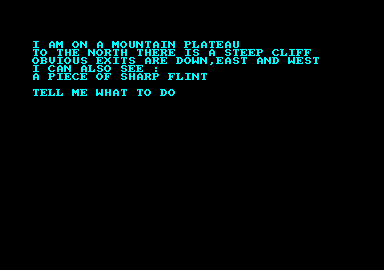 I AM ON A MOUNTAIN PLATEAU
TO THE NORTH THERE IS A STEEP CLIFF
OBVIOUS EXITS ARE DOWN,EAST AND WEST
I CAN ALSO SEE :
A PIECE OF SHARP FLINT
TELL ME WHAT TO DO